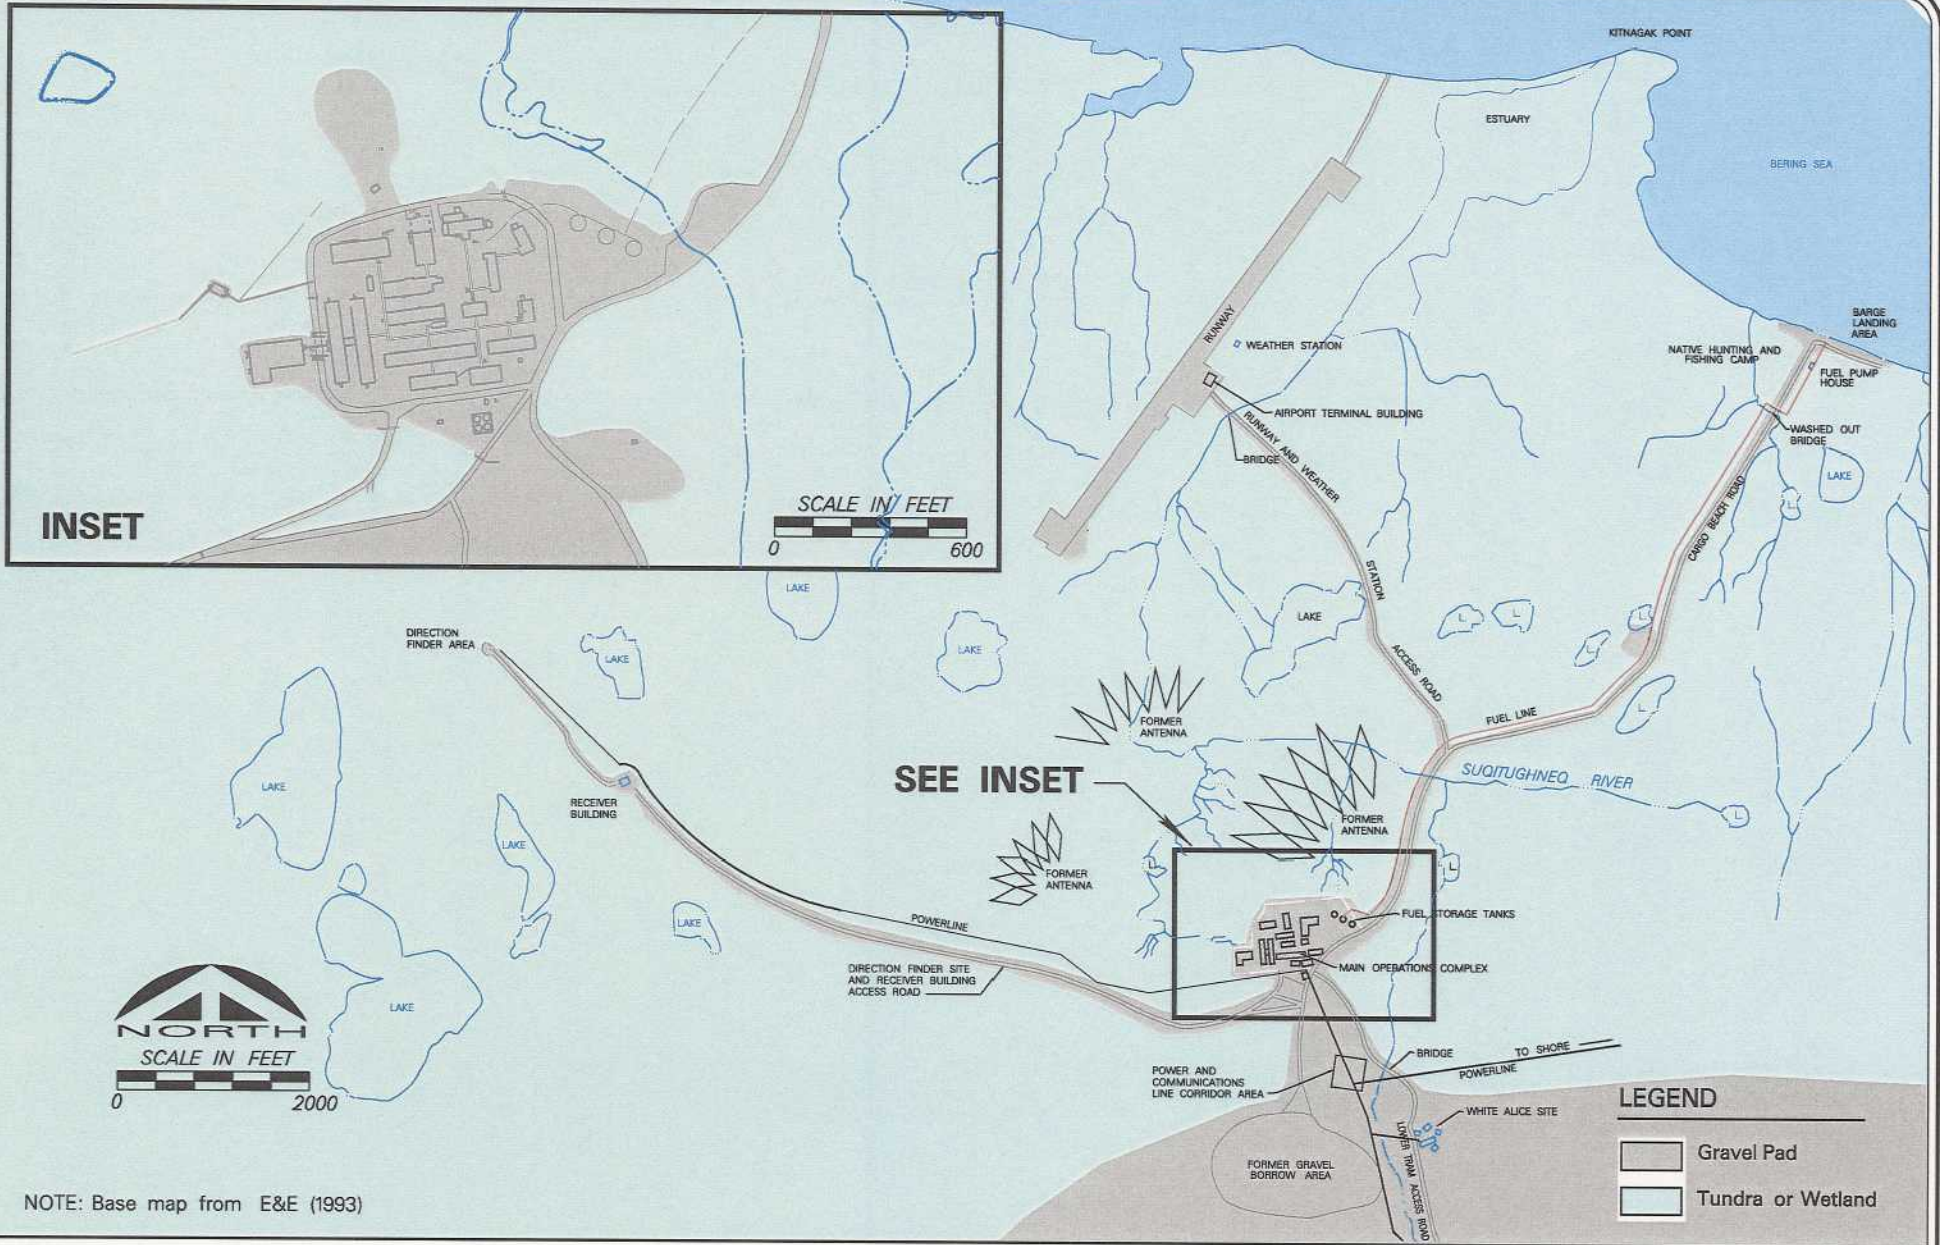 KITNAGAK POINT
ESTUARY
BERING SEA
BARGE
LANDING
AREA
RUNWAY
WEATHER STATION
NATIVE HUNTING AND
FISHING CAMP
FUEL PUMP
HOUSE
AIRPORT TERMINAL BUILDING
WASHED OUT
BRIDGE
BRIDGE
RUNWAY AND WEATHER
STATION
ACCESS ROAD
LAKE
CARGO BEACH ROAD
INSET
SCALE IN FEET
0 600
LAKE
LAKE
LAKE
LAKE
L
L
L
L
L
DIRECTION
FINDER AREA
FORMER
ANTENNA
FUEL LINE
SEE INSET
SUQITUGHNEQ RIVER
LAKE
RECEIVER
BUILDING
L
FORMER
ANTENNA
LAKE
L
L
FORMER
ANTENNA
LAKE
POWERLINE
FUEL STORAGE TANKS
DIRECTION FINDER SITE
AND RECEIVER BUILDING
ACCESS ROAD
MAIN OPERATIONS COMPLEX
LAKE
NORTH
SCALE IN FEET
0 2000
BRIDGE
TO SHORE
POWERLINE
POWER AND
COMMUNICATIONS
LINE CORRIDOR AREA
WHITE ALICE SITE
LOWER TRAM ACCESS ROAD
FORMER GRAVEL
BORROW AREA
LEGEND
Gravel Pad
Tundra or Wetland
NOTE: Base map from E&E (1993)